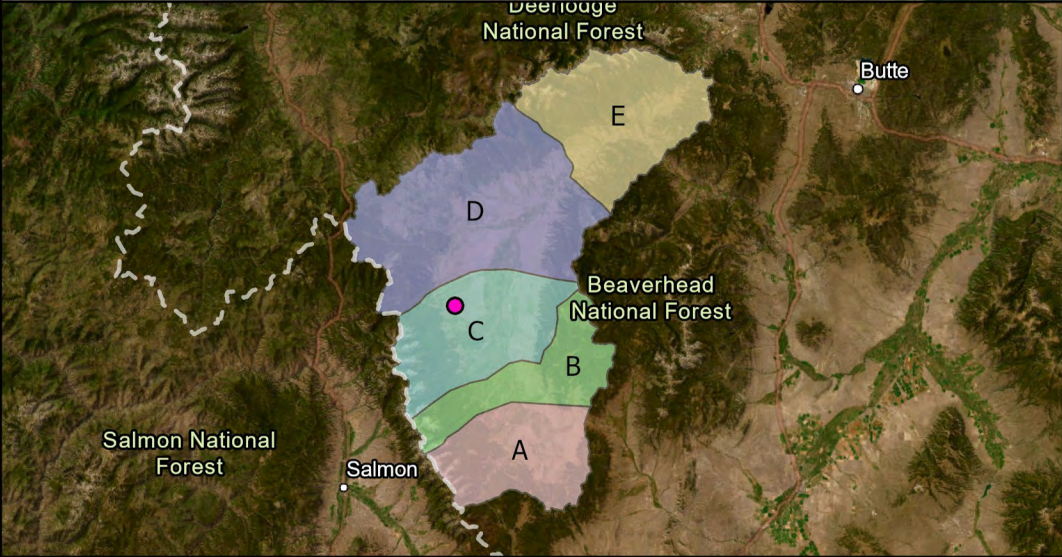 Deerlodge
National Forest
Butte
E
D
Beaverhead
National Forest
C
B
Salmon National
Forest
A
Salmon